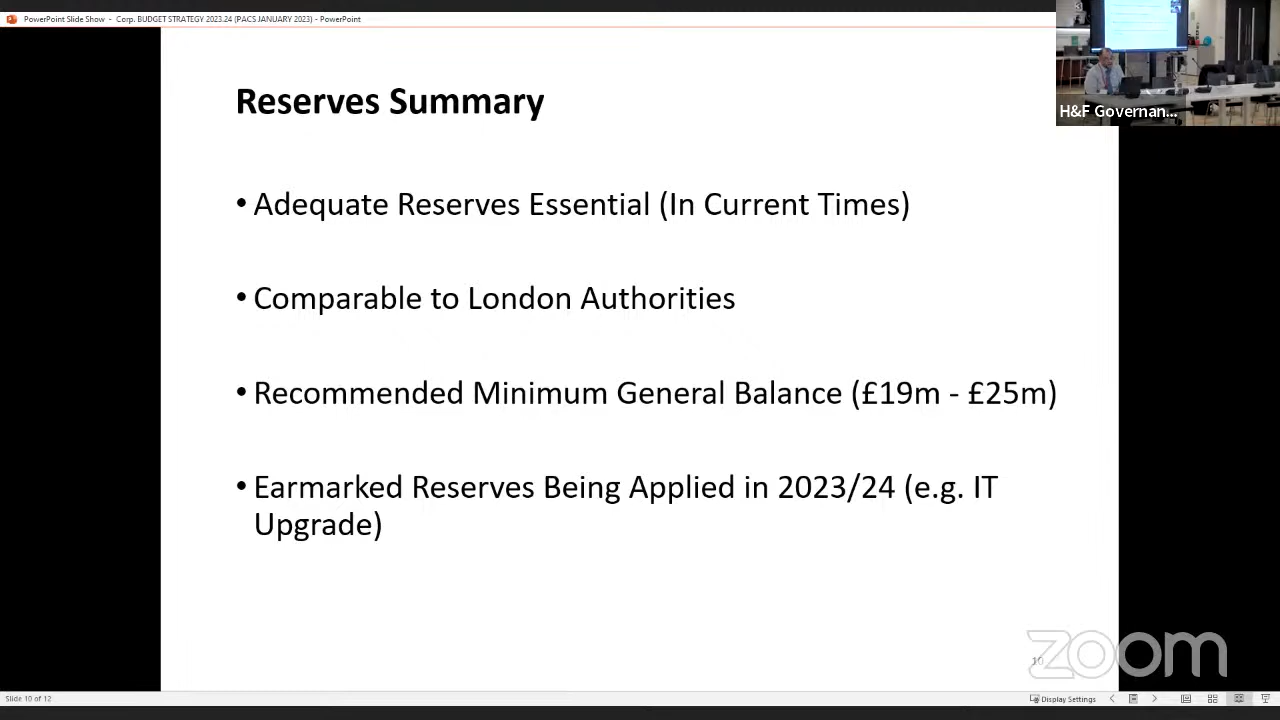 PowerPoint Slide Show - Corp. BUDGET STRATEGY 2023.24 (PACS JANUARY 2023) - PowerPoint
H&F Governan...
Reserves Summary
• Adequate Reserves Essential (In Current Times)
• Comparable to London Authorities
• Recommended Minimum General Balance (£19m - £25m)
• Earmarked Reserves Being Applied in 2023/24 (e.g. IT
Upgrade)
10
zoom
Slide 10 of 12
Display Settings